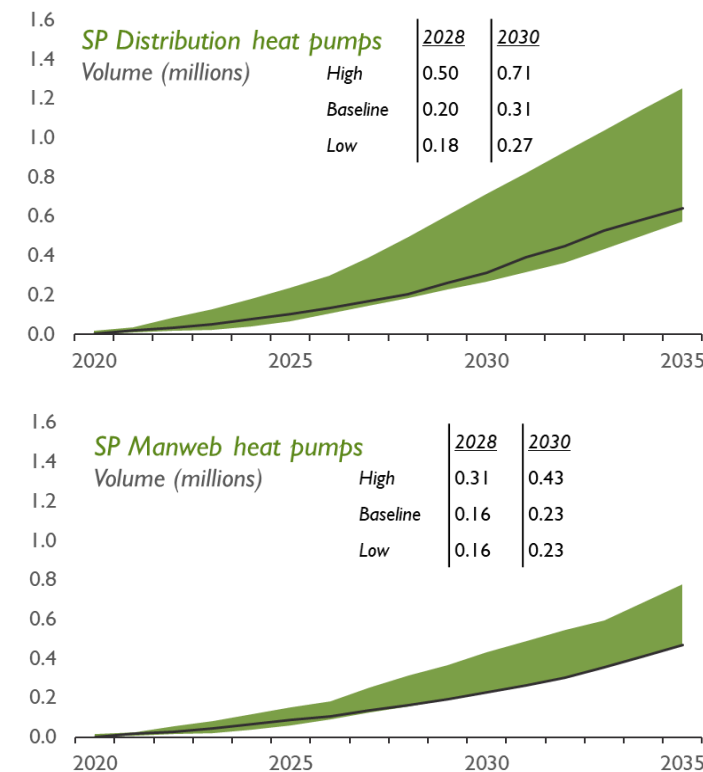 1.6
SP Distribution heat pumps 2028 2030
1.4
Volume (millions) High 0.50 0.71
1.2
Baseline 0.20 0.31
1.0
Low 0.18 0.27
0.8
0.6
0.4
0.2
0.0
2020 2025 2030 2035
1.6
SP Manweb heat pumps 2028 2030
1.4
Volume (millions) High 0.31 0.43
1.2
Baseline 0.16 0.23
1.0
Low 0.16 0.23
0.8
0.6
0.4
0.2
0.0
2020 2025 2030 2035